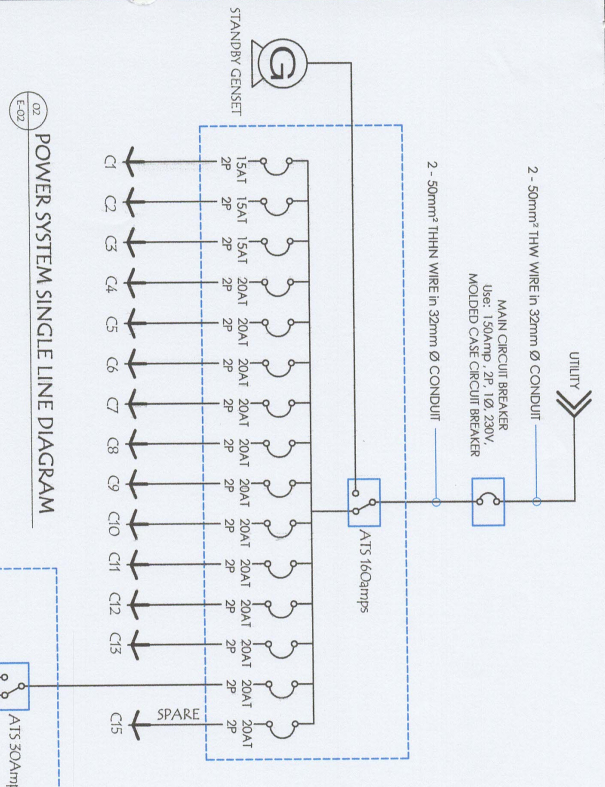 UTILITY
2 - 50mm² THW WIRE in 32mm Ø CONDUIT
MAIN CIRCUIT BREAKER
Use: 150Amp , 2P, 1Ø, 230V,
MOLDED CASE CIRCUIT BREAKER
2 - 50mm² THHN WIRE in 32mm Ø CONDUIT
ATS 160amps
G
STANDBY GENSET
15AT 15AT 15AT 20AT 20AT 20AT 20AT 20AT 20AT 20AT 20AT 20AT 20AT 20AT 20AT
2P 2P 2P 2P 2P 2P 2P 2P 2P 2P 2P 2P 2P 2P 2P
SPARE
C1 C2 C3 C4 C5 C6 C7 C8 C9 C10 C11 C12 C13 C15
ATS 30Amp
02
E-02
POWER SYSTEM SINGLE LINE DIAGRAM